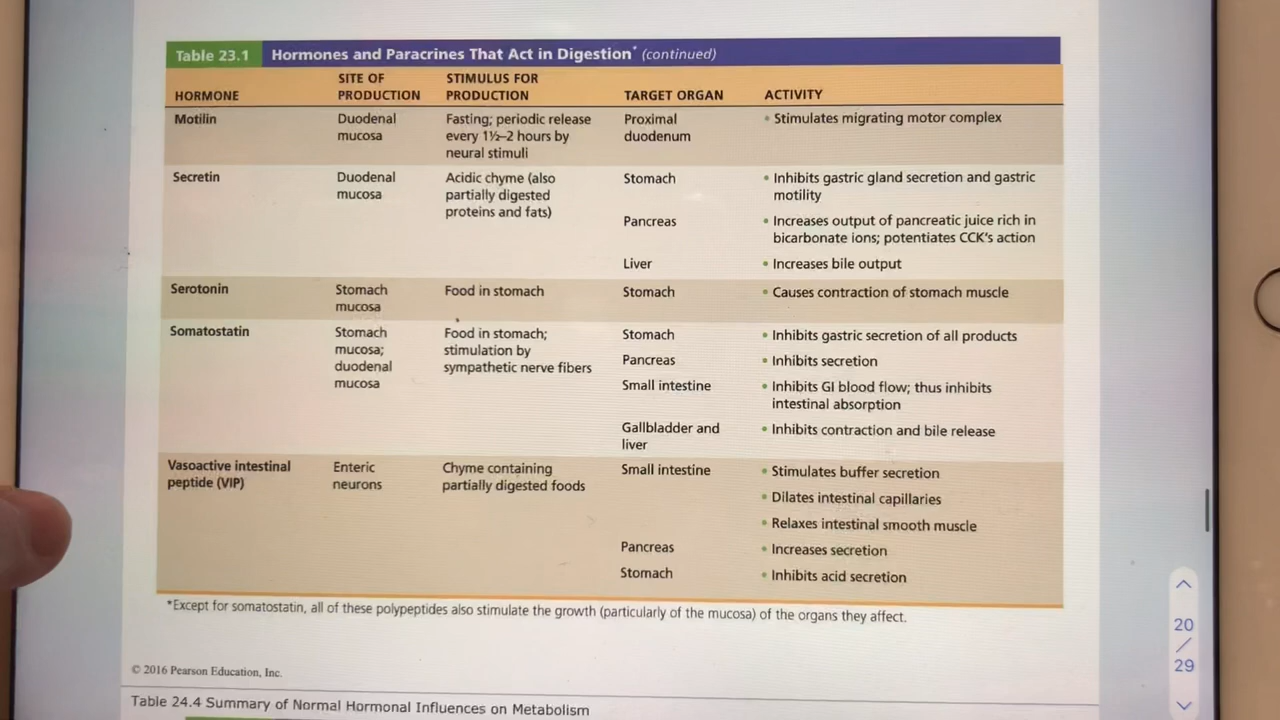 Table 23.1 Hormones and Paracrines That Act in Digestion* (continued)
HORMONE
SITE OF
PRODUCTION
STIMULUS FOR
PRODUCTION
TARGET ORGAN
ACTIVITY
Motilin
Duodenal
mucosa
Fasting; periodic release
every 1½–2 hours by
neural stimuli
Proximal
duodenum
• Stimulates migrating motor complex
Secretin
Duodenal
mucosa
Acidic chyme (also
partially digested
proteins and fats)
Stomach
• Inhibits gastric gland secretion and gastric
motility
Pancreas
• Increases output of pancreatic juice rich in
bicarbonate ions; potentiates CCK's action
Liver
• Increases bile output
Serotonin
Stomach
mucosa
Food in stomach
Stomach
• Causes contraction of stomach muscle
Somatostatin
Stomach
mucosa;
duodenal
mucosa
Food in stomach;
stimulation by
sympathetic nerve fibers
Stomach
• Inhibits gastric secretion of all products
Pancreas
• Inhibits secretion
Small intestine
• Inhibits GI blood flow; thus inhibits
intestinal absorption
Gallbladder and
liver
• Inhibits contraction and bile release
Vasoactive intestinal
peptide (VIP)
Enteric
neurons
Chyme containing
partially digested foods
Small intestine
• Stimulates buffer secretion
• Dilates intestinal capillaries
• Relaxes intestinal smooth muscle
Pancreas
• Increases secretion
Stomach
• Inhibits acid secretion
*Except for somatostatin, all of these polypeptides also stimulate the growth (particularly of the mucosa) of the organs they affect.
© 2016 Pearson Education, Inc.
Table 24.4 Summary of Normal Hormonal Influences on Metabolism
20
/
29